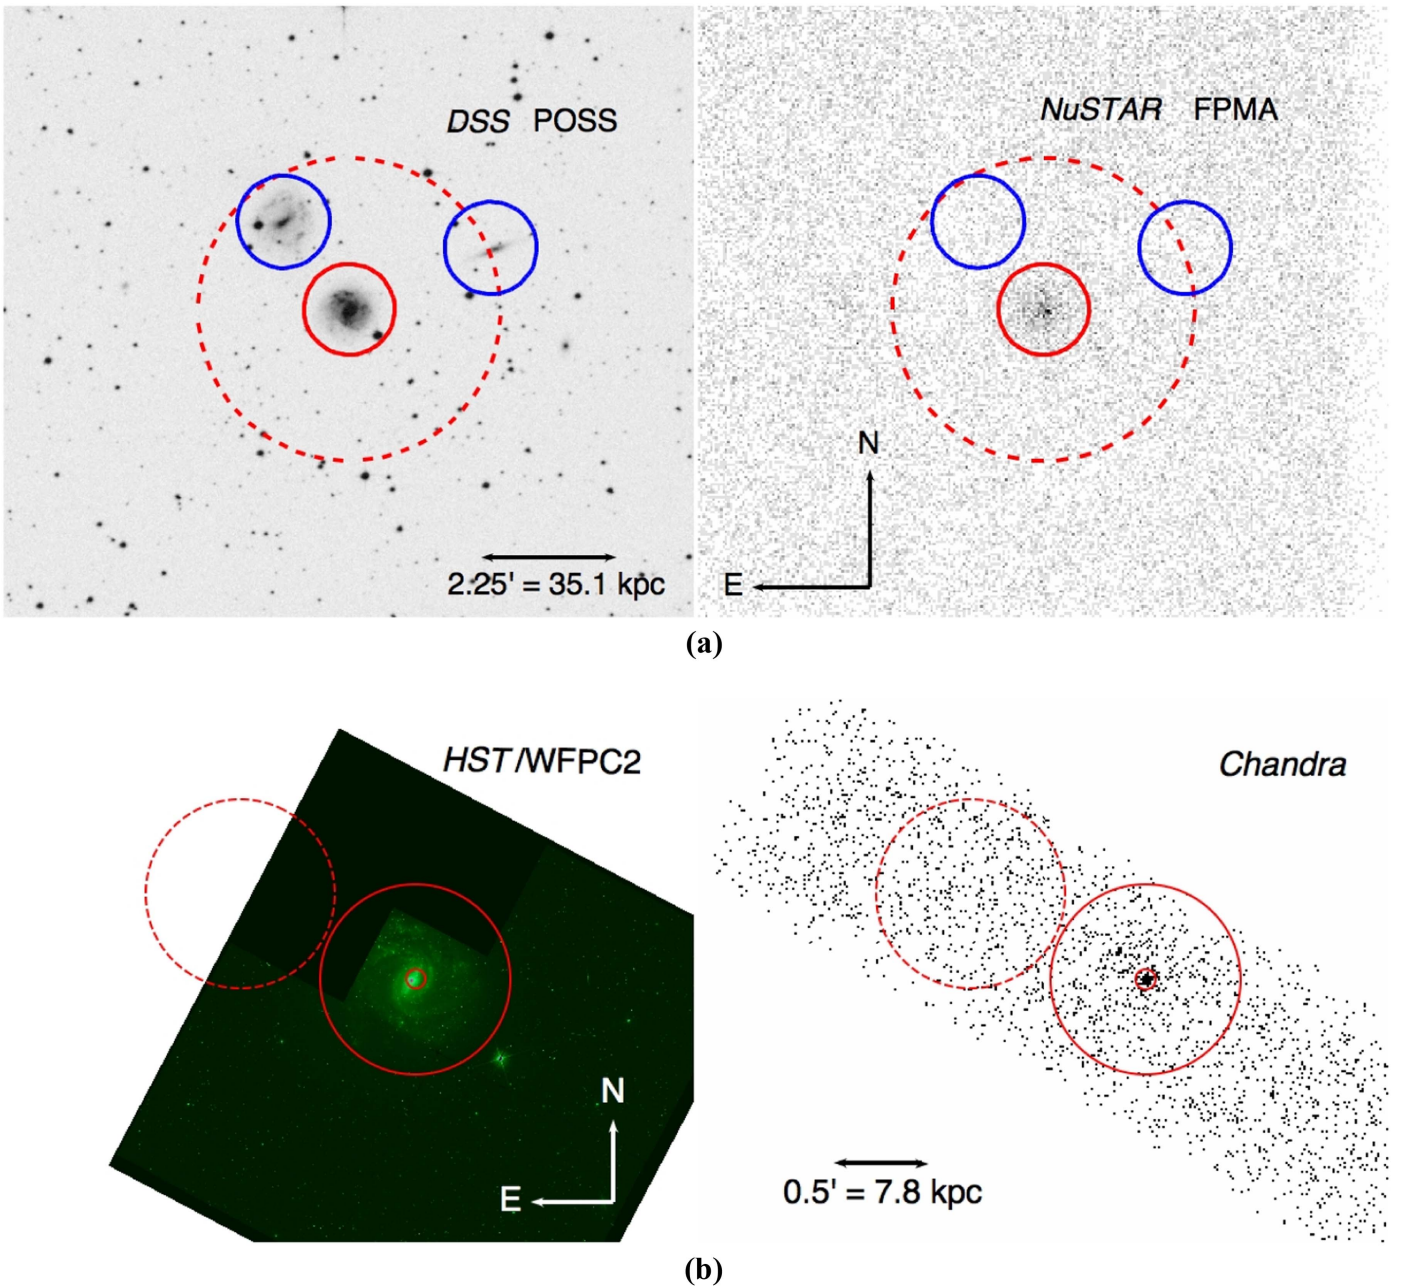 DSS POSS
NuSTAR FPMA
N
E
2.25' = 35.1 kpc
(a)
HST/WFPC2
Chandra
N
E
0.5' = 7.8 kpc
(b)